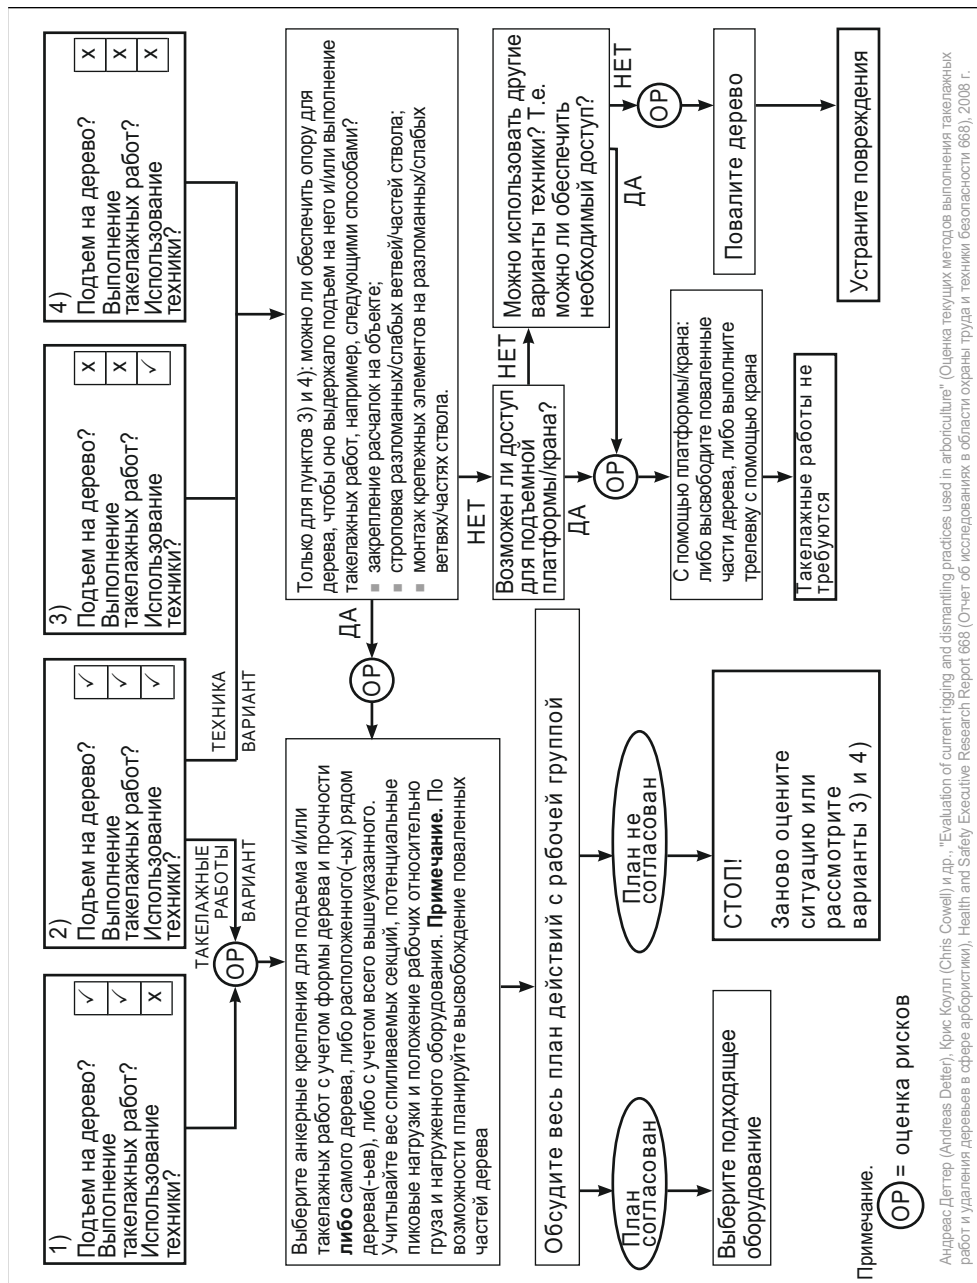 1)
Подъем на дерево? ✓
Выполнение
такелажных работ? ✓
Использование
техники? x
2)
Подъем на дерево? ✓
Выполнение
такелажных работ? ✓
Использование
техники? ✓
3)
Подъем на дерево? x
Выполнение
такелажных работ? x
Использование
техники? ✓
4)
Подъем на дерево? x
Выполнение
такелажных работ? x
Использование
техники? x
ТАКЕЛАЖНЫЕ
РАБОТЫ
ВАРИАНТ
ТЕХНИКА
ВАРИАНТ
ОР
Выберите анкерные крепления для подъема и/или
такелажных работ с учетом формы дерева и прочности
либо самого дерева, либо расположенного(-ых) рядом
дерева(-ьев), либо с учетом всего вышеуказанного.
Учитывайте вес спиливаемых секций, потенциальные
пиковые нагрузки и положение рабочих относительно
груза и нагруженного оборудования. Примечание. По
возможности планируйте высвобождение поваленных
частей дерева
ДА
ОР
Только для пунктов 3) и 4): можно ли обеспечить опору для
дерева, чтобы оно выдержало подъем на него и/или выполнение
такелажных работ, например, следующими способами?
■ закрепление расчалок на объекте;
■ строповка разломанных/слабых ветвей/частей ствола;
■ монтаж крепежных элементов на разломанных/слабых
ветвях/частях ствола.
НЕТ
Возможен ли доступ
для подъемной
платформы/крана?
НЕТ
ДА
Можно использовать другие
варианты техники? Т.е.
можно ли обеспечить
необходимый доступ?
НЕТ
ДА
ОР
ОР
С помощью платформы/крана:
либо высвободите поваленные
части дерева, либо выполните
трелевку с помощью крана
Повалите дерево
Такелажные работы не
требуются
Устраните повреждения
Обсудите весь план действий с рабочей группой
План
согласован
План не
согласован
Выберите подходящее
оборудование
СТОП!
Заново оцените
ситуацию или
рассмотрите
варианты 3) и 4)
Примечание.
ОР = оценка рисков
Андреас Деттер (Andreas Detter), Крис Коулл (Chris Cowell) и др., "Evaluation of current rigging and dismantling practices used in arboriculture" (Оценка текущих методов выполнения такелажных
работ и удаления деревьев в сфере арбористики), Health and Safety Executive Research Report 668 (Отчет об исследованиях в области охраны труда и техники безопасности 668), 2008 г.